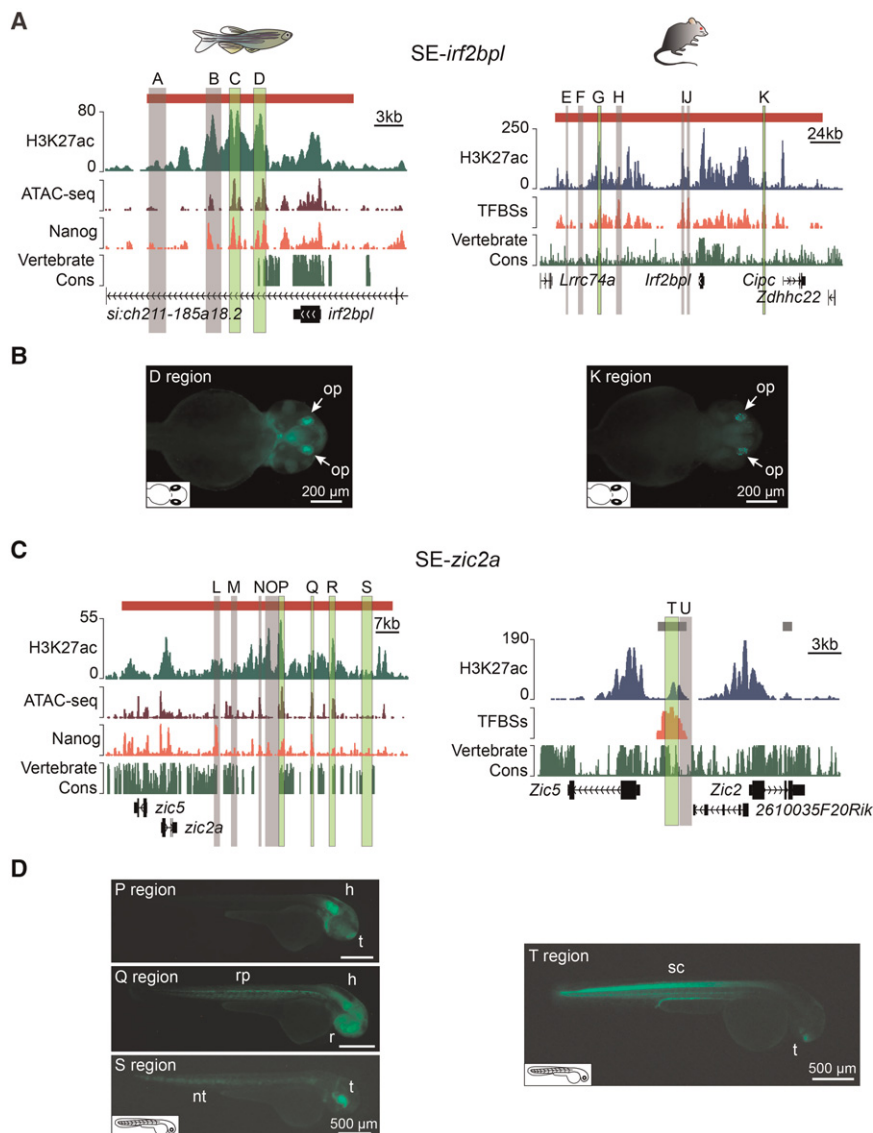 A
SE-irf2bpl
A B C D
3kb
80
H3K27ac
0
ATAC-seq
Nanog
Vertebrate
Cons
si:ch211-185a18.2
irf2bpl
E F G H IJ K
24kb
250
H3K27ac
0
TFBSs
Vertebrate
Cons
Lrrc74a
Irf2bpl
Cipc
Zdhhc22
B
D region
op
op
200 µm
K region
op
op
200 µm
C
SE-zic2a
L M N O P Q R S
7kb
55
H3K27ac
0
ATAC-seq
Nanog
Vertebrate
Cons
zic5
zic2a
T U
3kb
190
H3K27ac
0
TFBSs
Vertebrate
Cons
Zic5
Zic2
2610035F20Rik
D
P region
h
t
Q region
rp
h
r
S region
nt
t
500 µm
T region
sc
t
500 µm